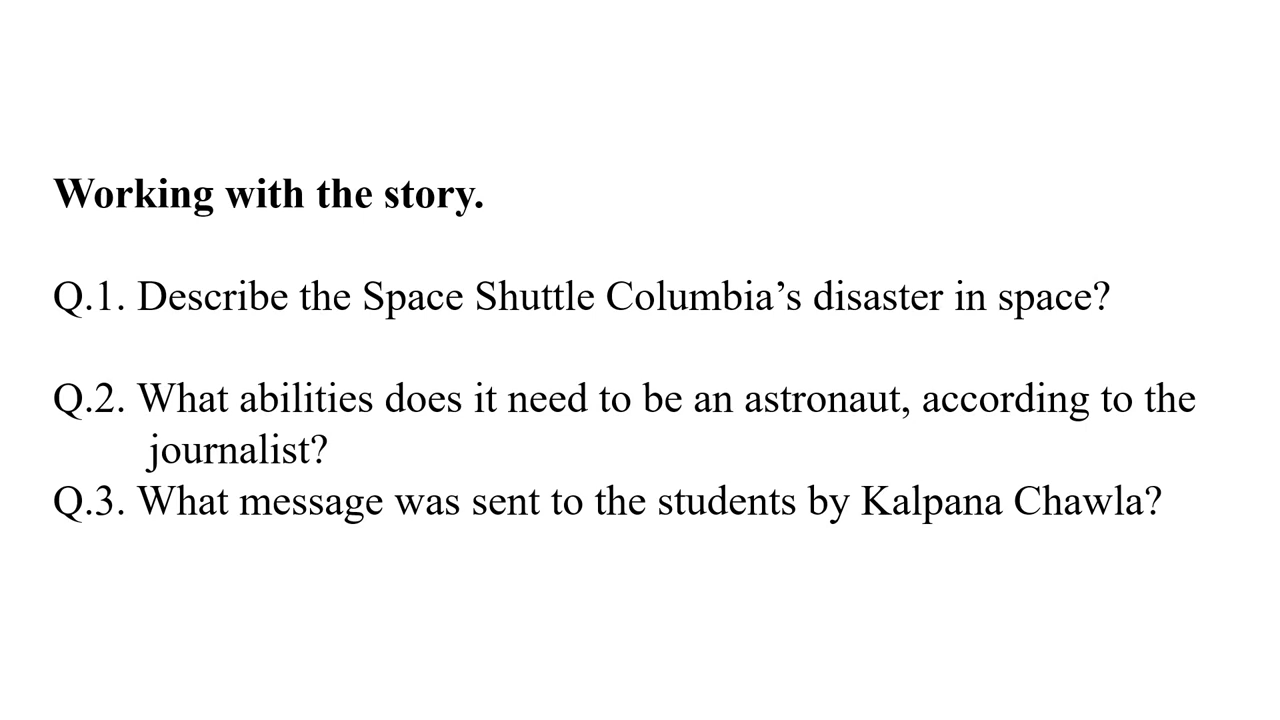 Working with the story.
Q.1. Describe the Space Shuttle Columbia’s disaster in space?
Q.2. What abilities does it need to be an astronaut, according to the
journalist?
Q.3. What message was sent to the students by Kalpana Chawla?